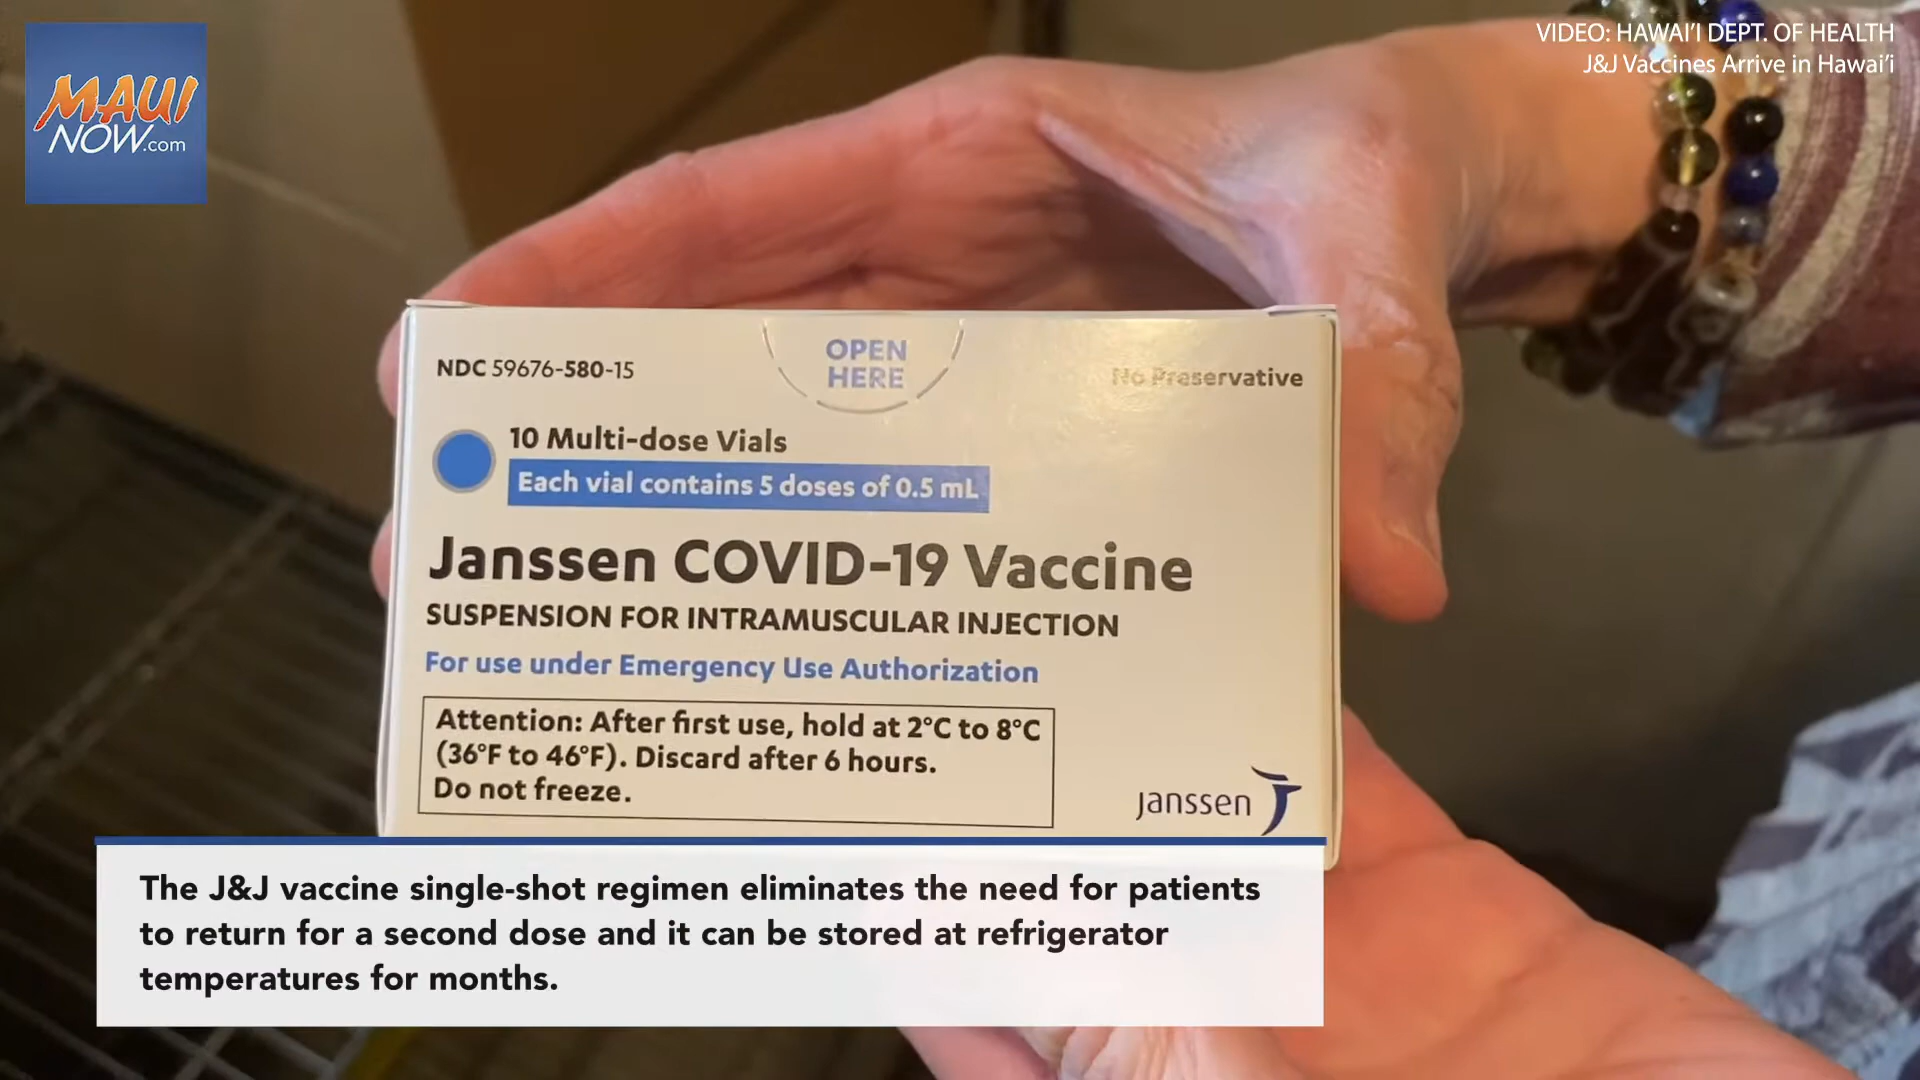 MAUI
NOW.com
VIDEO: HAWAI'I DEPT. OF HEALTH
J&J Vaccines Arrive in Hawai'i
OPEN
HERE
NDC 59676-580-15
No Preservative
10 Multi-dose Vials
Each vial contains 5 doses of 0.5 mL
Janssen COVID-19 Vaccine
SUSPENSION FOR INTRAMUSCULAR INJECTION
For use under Emergency Use Authorization
Attention: After first use, hold at 2°C to 8°C
(36°F to 46°F). Discard after 6 hours.
Do not freeze.
janssen
The J&J vaccine single-shot regimen eliminates the need for patients
to return for a second dose and it can be stored at refrigerator
temperatures for months.